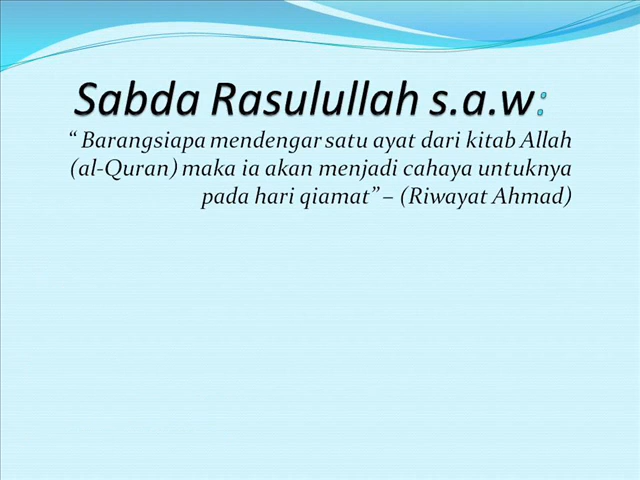 Sabda Rasulullah s.a.w:
“ Barangsiapa mendengar satu ayat dari kitab Allah
(al-Quran) maka ia akan menjadi cahaya untuknya
pada hari qiamat” – (Riwayat Ahmad)